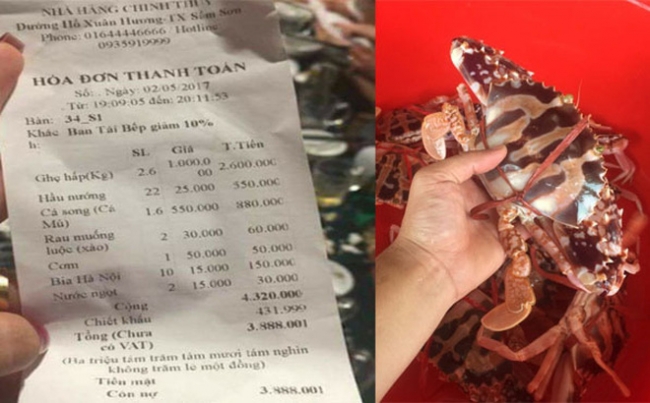 NHÀ HÀNG CHINH THUY
Đường Hồ Xuân Hương-TX Sầm Sơn
Phone: 01644446666 / Hotline:
0935919999
HÓA ĐƠN THANH TOÁN
Số: . Ngày: 02/05/2017
. Từ: 19:09:05 đến: 20:11:53
Bàn: 34_S1
Khác Ban Tài Bếp giảm 10%
h:
SL Giá T.Tiền
Ghẹ hấp(Kg) 2.6 1.000.0 2.600.000
00
Hầu nướng 22 25.000 550.000
Cá song (Cá 1.6 550.000 880.000
Mú)
Rau muống 2 30.000 60.000
luộc (xào)
Cơm 1 50.000 50.000
Bia Hà Nội 10 15.000 150.000
Nước ngọt 2 15.000 30.000
Cộng 4.320.000
Chiết khấu 431.999
Tổng (Chưa 3.888.001
có VAT)
(Ba triệu tám trăm tám mươi tám nghìn
không trăm lẻ một đồng)
Tiền mặt
Còn nợ 3.888.001